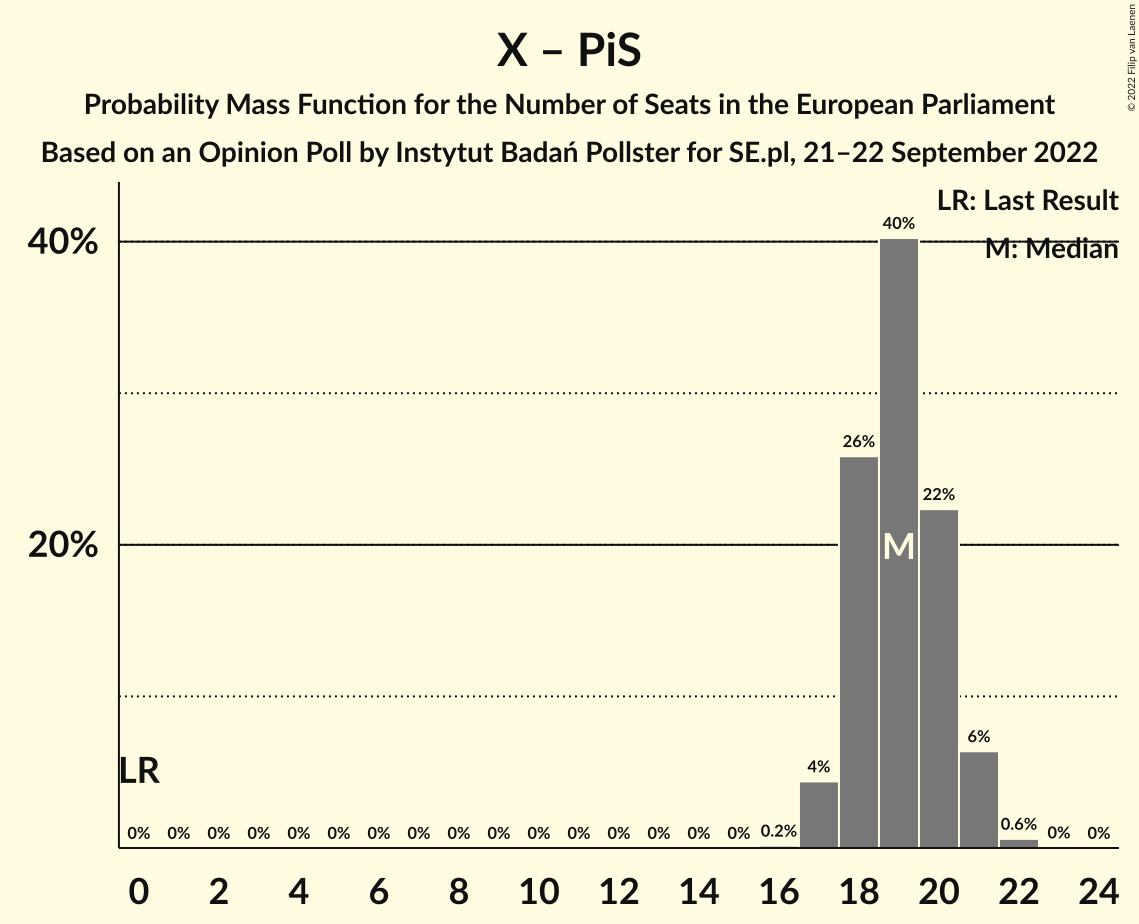 X – PiS
Probability Mass Function for the Number of Seats in the European Parliament
Based on an Opinion Poll by Instytut Badań Pollster for SE.pl, 21–22 September 2022
© 2022 Filip van Laenen
LR: Last Result
M: Median
40%
20%
40%
26%
22%
M
6%
4%
LR
0% 0% 0% 0% 0% 0% 0% 0% 0% 0% 0% 0% 0% 0% 0% 0% 0.2% 0.6% 0% 0%
0 2 4 6 8 10 12 14 16 18 20 22 24